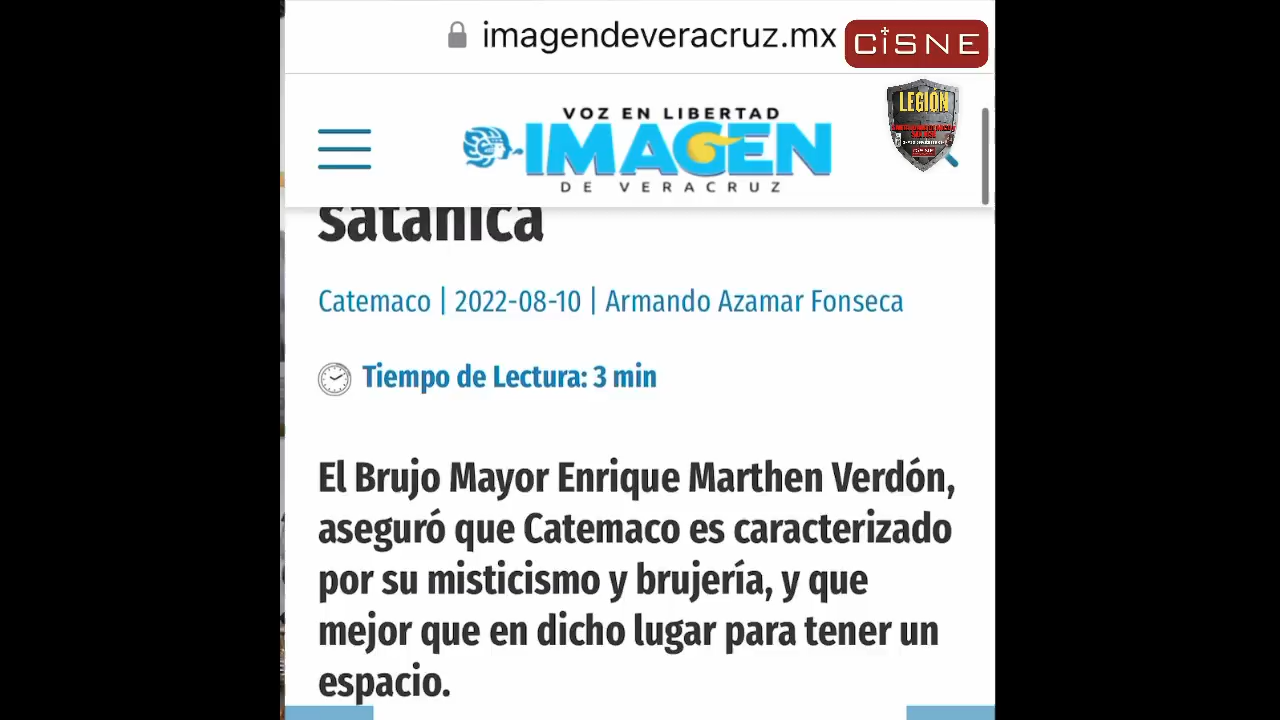 imagendeveracruz.mx
CiSNE
LEGIÓN
VOZ EN LIBERTAD
IMAGEN
DE VERACRUZ
satánica
Catemaco | 2022-08-10 | Armando Azamar Fonseca
Tiempo de Lectura: 3 min
El Brujo Mayor Enrique Marthen Verdón,
aseguró que Catemaco es caracterizado
por su misticismo y brujería, y que
mejor que en dicho lugar para tener un
espacio.